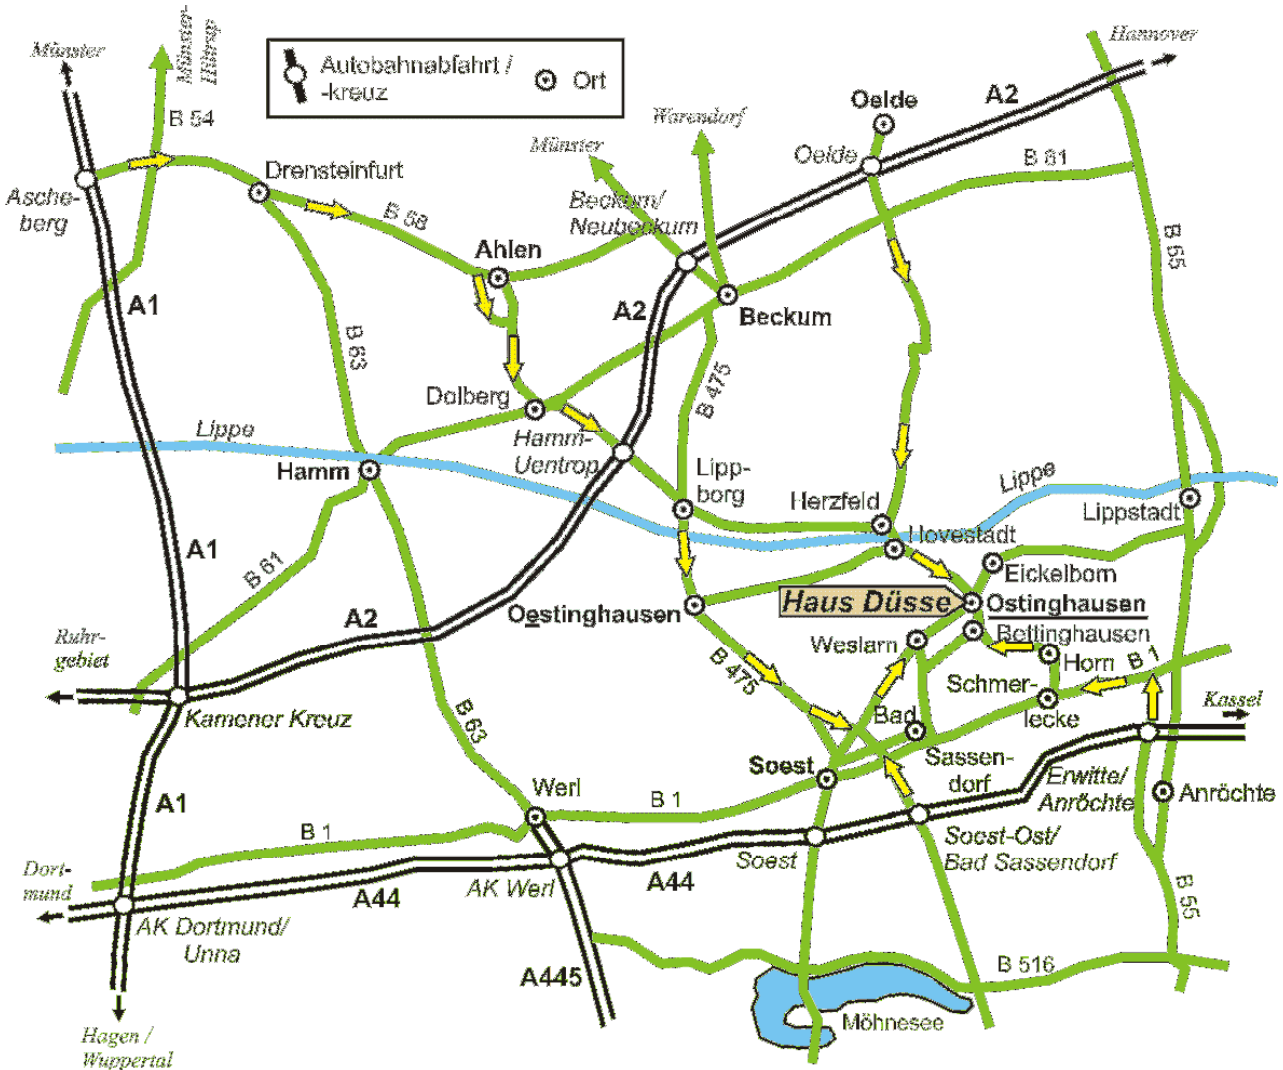 Münster
Münster-
Hiltrup
Autobahnabfahrt /
-kreuz
Ort
Hannover
A2
Oelde
Warendorf
B 54
Münster
Oelde
B 61
Drensteinfurt
Asche-
berg
B 58
Beckum/
Neubeckum
B 55
Ahlen
A1
A2
Beckum
B 63
B 475
Dolberg
Lippe
Hamm-
Uentrop
Hamm
Lipp-
borg
Lippe
Herzfeld
Lippstadt
Hovestadt
A1
B 61
Eickelborn
Haus Düsse
Ostinghausen
Oestinghausen
A2
Ruhr-
gebiet
Weslarn
Bettinghausen
B 475
Horn
B 1
Schmer-
lecke
Kassel
Kamener Kreuz
B 63
Bad
Sassen-
dorf
Soest
Erwitte/
Anröchte
Werl
B 1
Anröchte
A1
B 1
Soest
Soest-Ost/
Bad Sassendorf
Dort-
mund
AK Werl
A44
A44
B 55
AK Dortmund/
Unna
A445
B 516
Möhnesee
Hagen /
Wuppertal